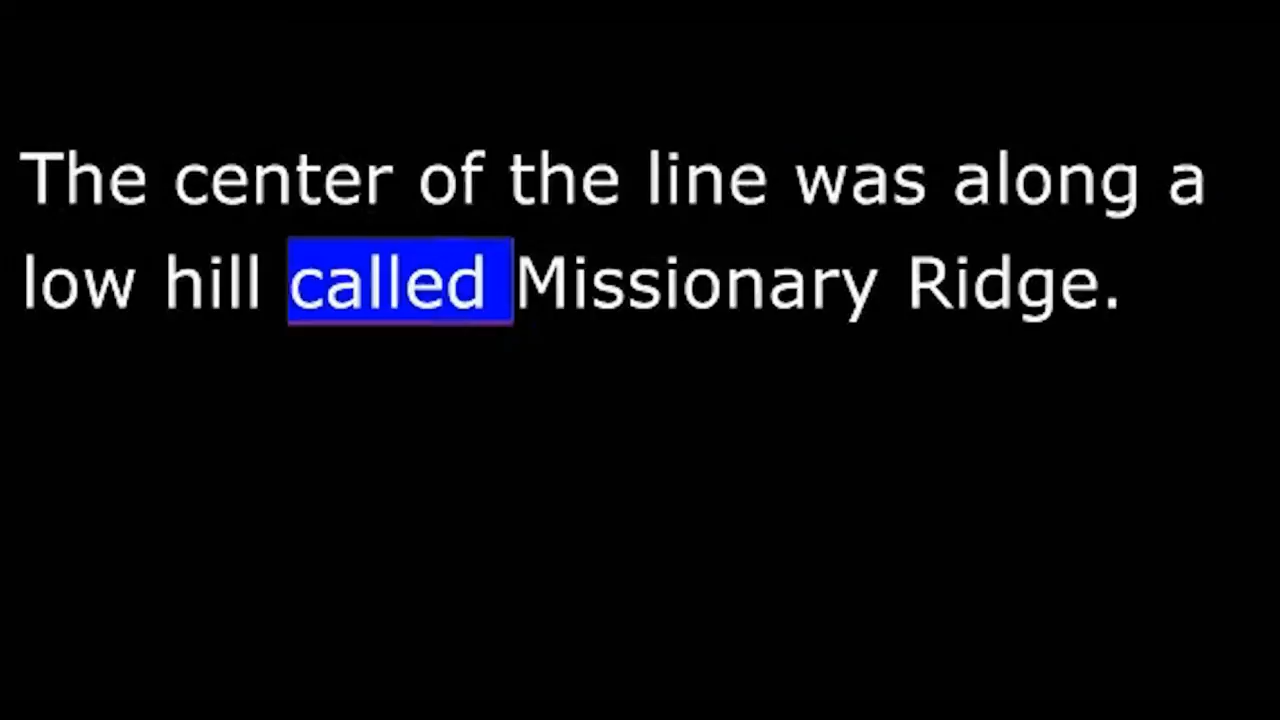 The center of the line was along a
low hill called Missionary Ridge.